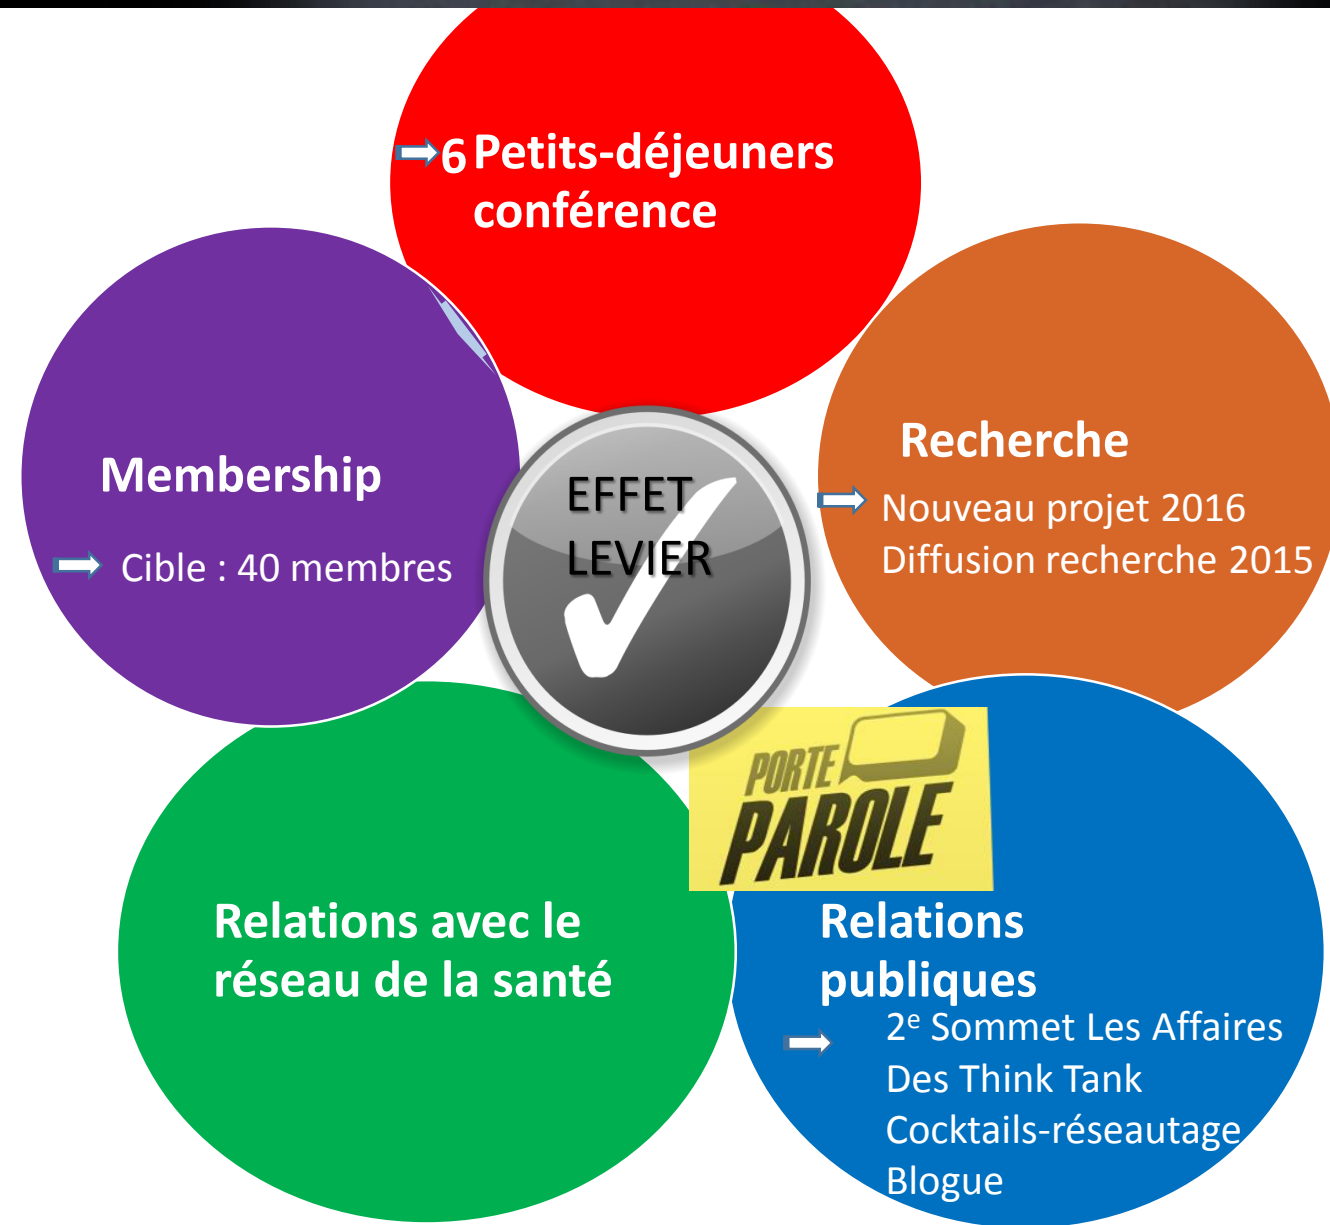 6 Petits-déjeuners
conférence
Membership
Cible : 40 membres
EFFET
LEVIER
Recherche
Nouveau projet 2016
Diffusion recherche 2015
PORTE
PAROLE
Relations avec le
réseau de la santé
Relations
publiques
2e Sommet Les Affaires
Des Think Tank
Cocktails-réseautage
Blogue